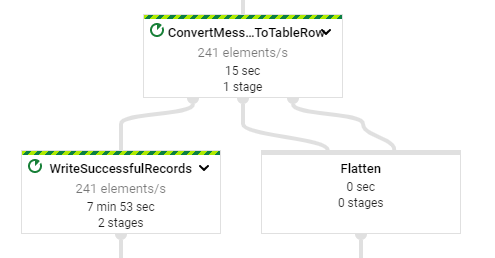 ConvertMess...ToTableRow
241 elements/s
15 sec
1 stage
WriteSuccessfulRecords
241 elements/s
7 min 53 sec
2 stages
Flatten
0 sec
0 stages